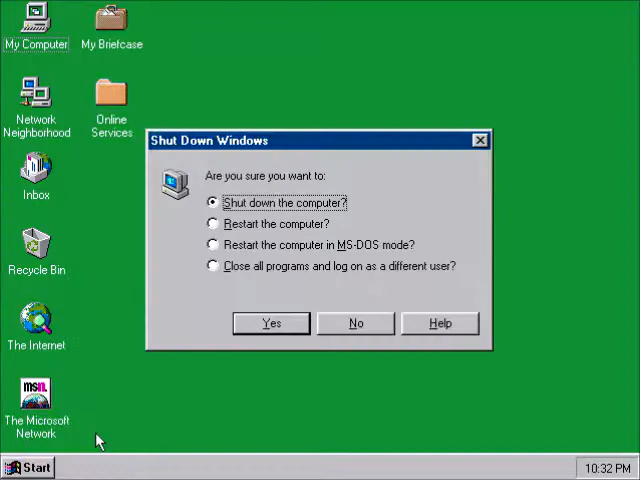 My Computer
My Briefcase
Network
Neighborhood
Online
Services
Inbox
Recycle Bin
The Internet
msn.
The Microsoft
Network
Shut Down Windows
Are you sure you want to:
Shut down the computer?
Restart the computer?
Restart the computer in MS-DOS mode?
Close all programs and log on as a different user?
Yes
No
Help
Start
10:32 PM